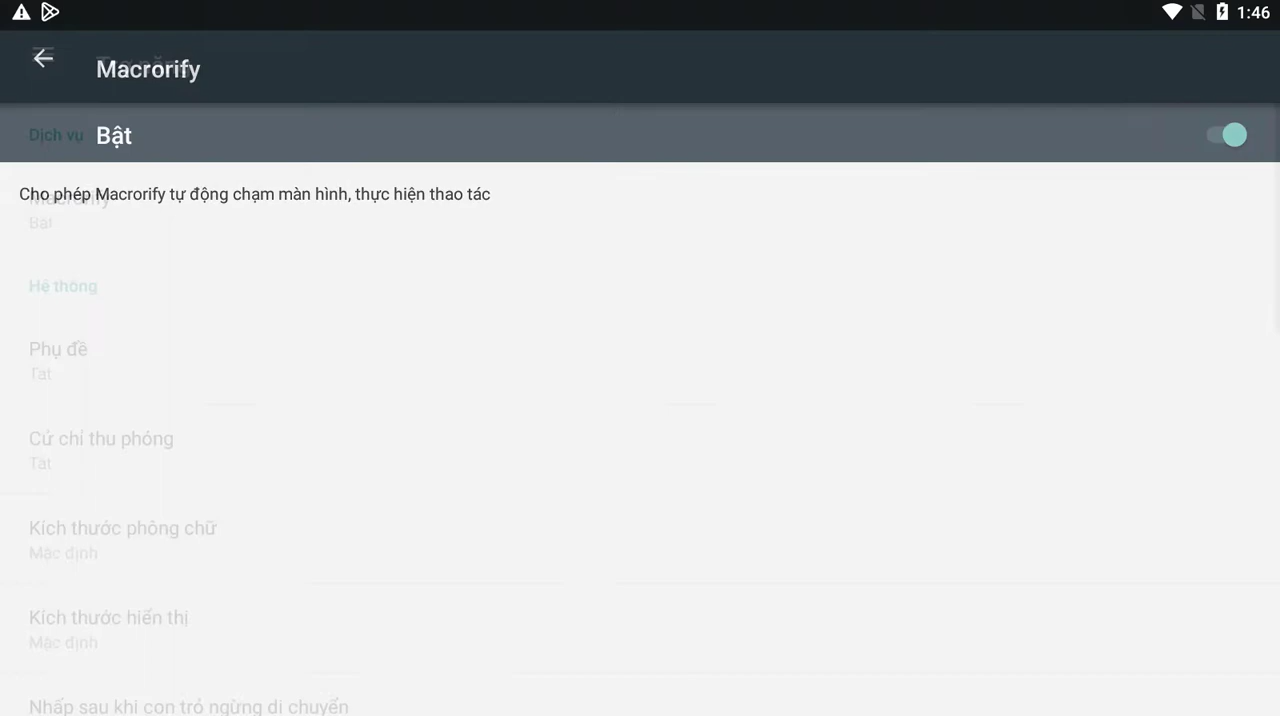 1:46
Macrorify
Dịch vụ
Bật
Cho phép Macrorify tự động chạm màn hình, thực hiện thao tác
Macrorify
Bật
Hệ thống
Phụ đề
Tắt
Cử chỉ thu phóng
Tắt
Kích thước phông chữ
Mặc định
Kích thước hiển thị
Mặc định
Nhấp sau khi con trỏ ngừng di chuyển